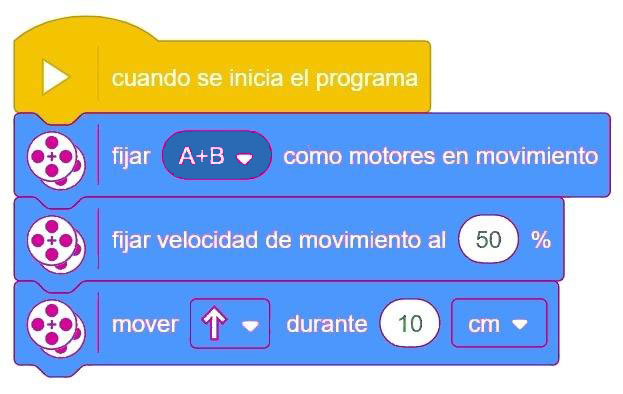 cuando se inicia el programa
fijar A+B como motores en movimiento
fijar velocidad de movimiento al 50 %
mover durante 10 cm